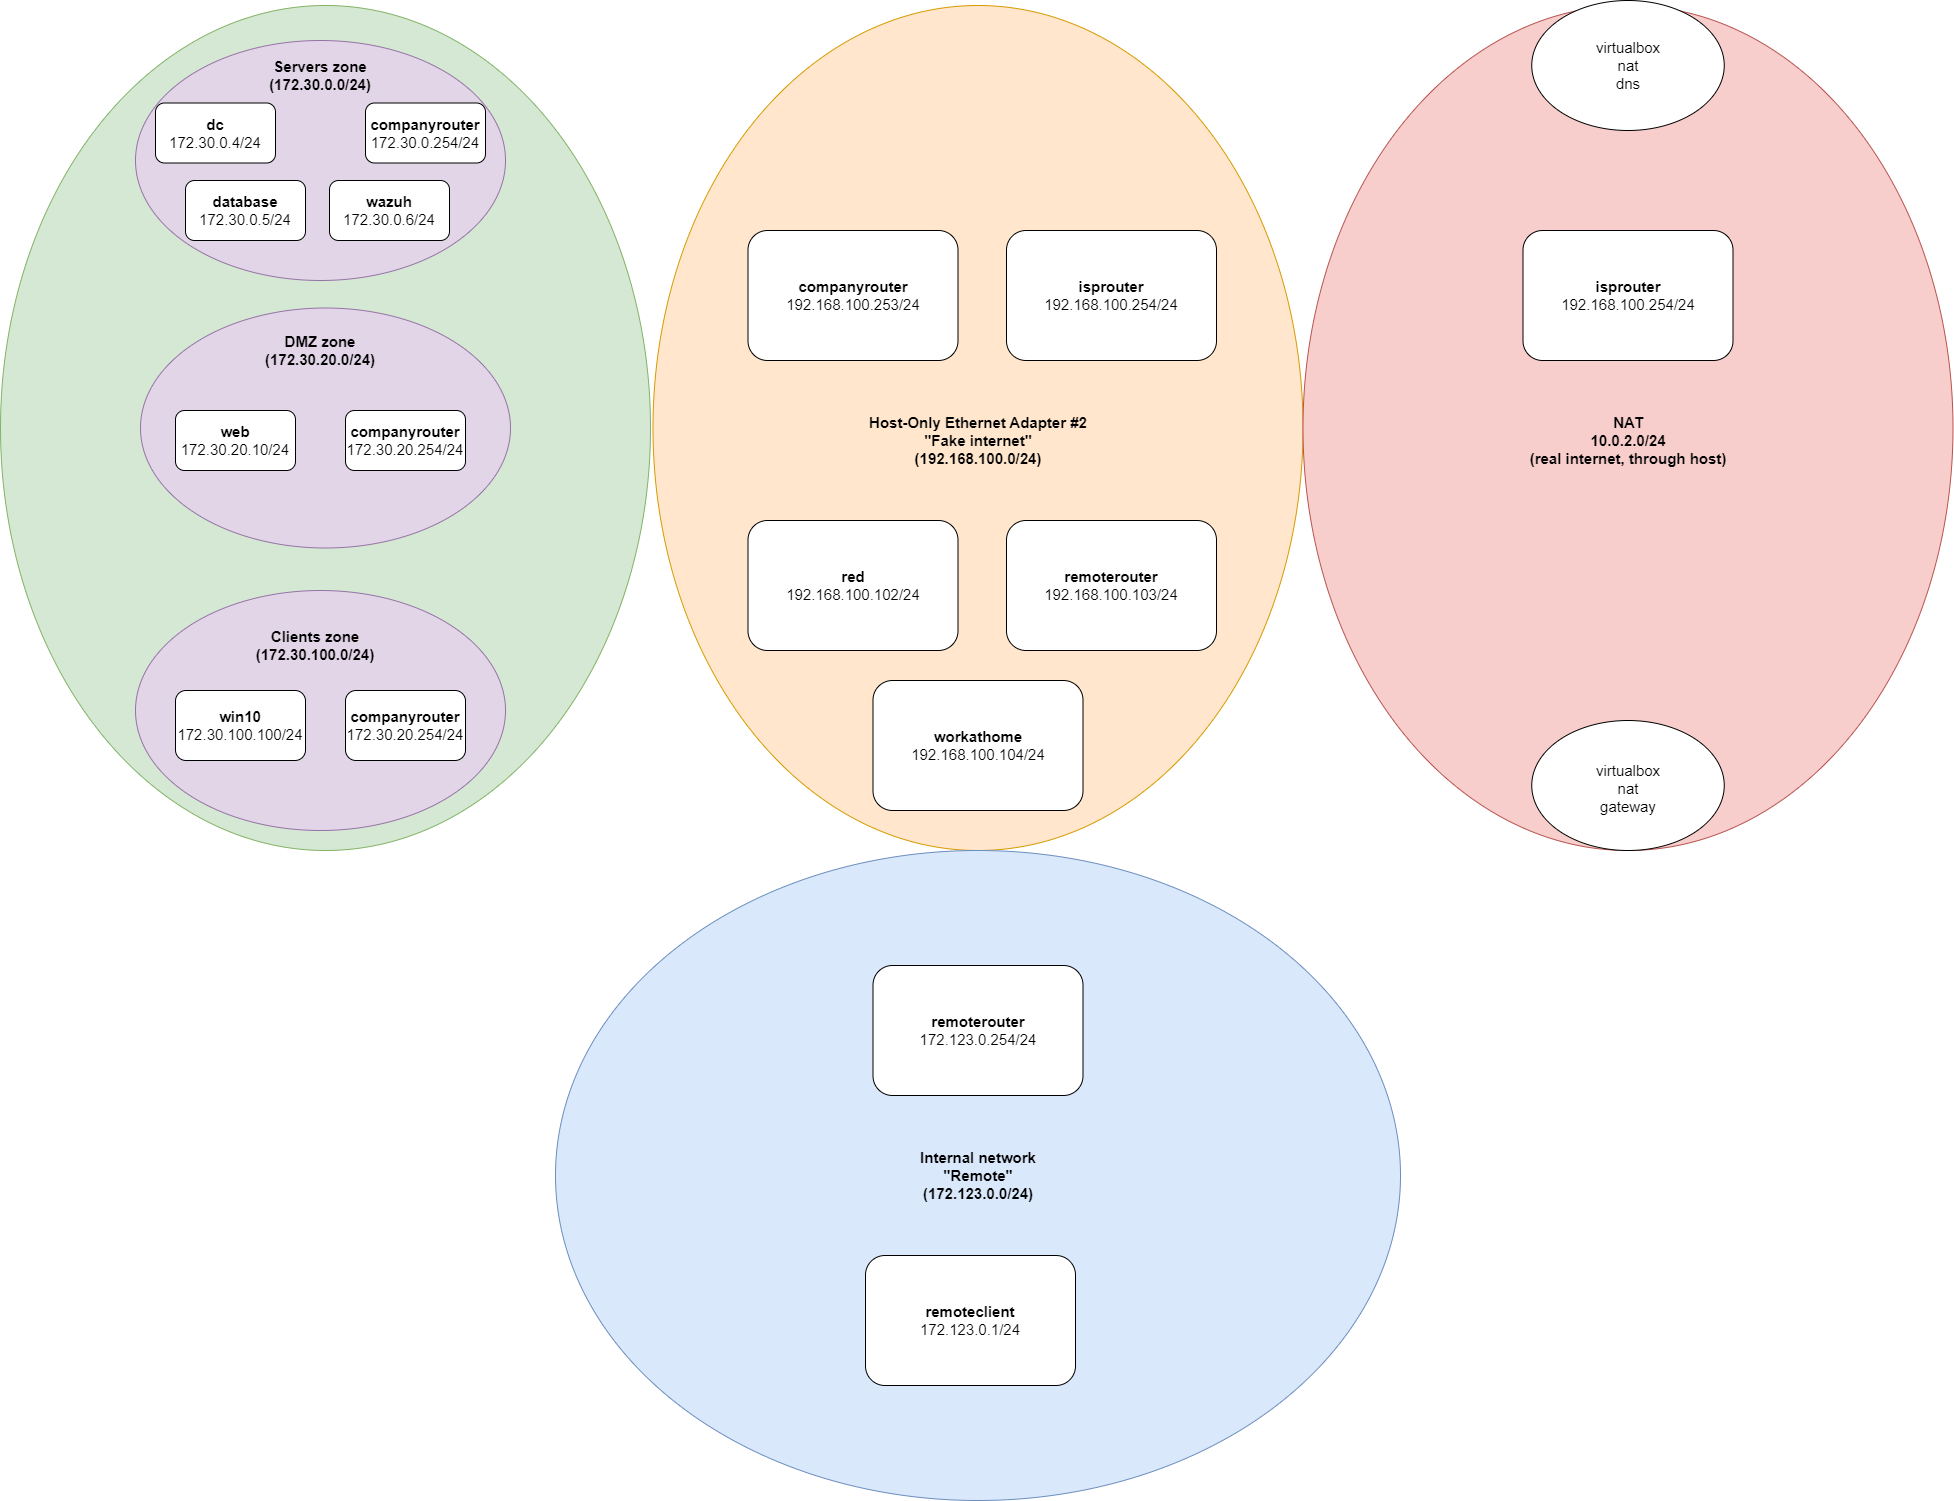 Servers zone
(172.30.0.0/24)
dc
172.30.0.4/24
companyrouter
172.30.0.254/24
database
172.30.0.5/24
wazuh
172.30.0.6/24
DMZ zone
(172.30.20.0/24)
web
172.30.20.10/24
companyrouter
172.30.20.254/24
Clients zone
(172.30.100.0/24)
win10
172.30.100.100/24
companyrouter
172.30.20.254/24
companyrouter
192.168.100.253/24
isprouter
192.168.100.254/24
Host-Only Ethernet Adapter #2
"Fake internet"
(192.168.100.0/24)
red
192.168.100.102/24
remoterouter
192.168.100.103/24
workathome
192.168.100.104/24
virtualbox
nat
dns
isprouter
192.168.100.254/24
NAT
10.0.2.0/24
(real internet, through host)
virtualbox
nat
gateway
remoterouter
172.123.0.254/24
Internal network
"Remote"
(172.123.0.0/24)
remoteclient
172.123.0.1/24